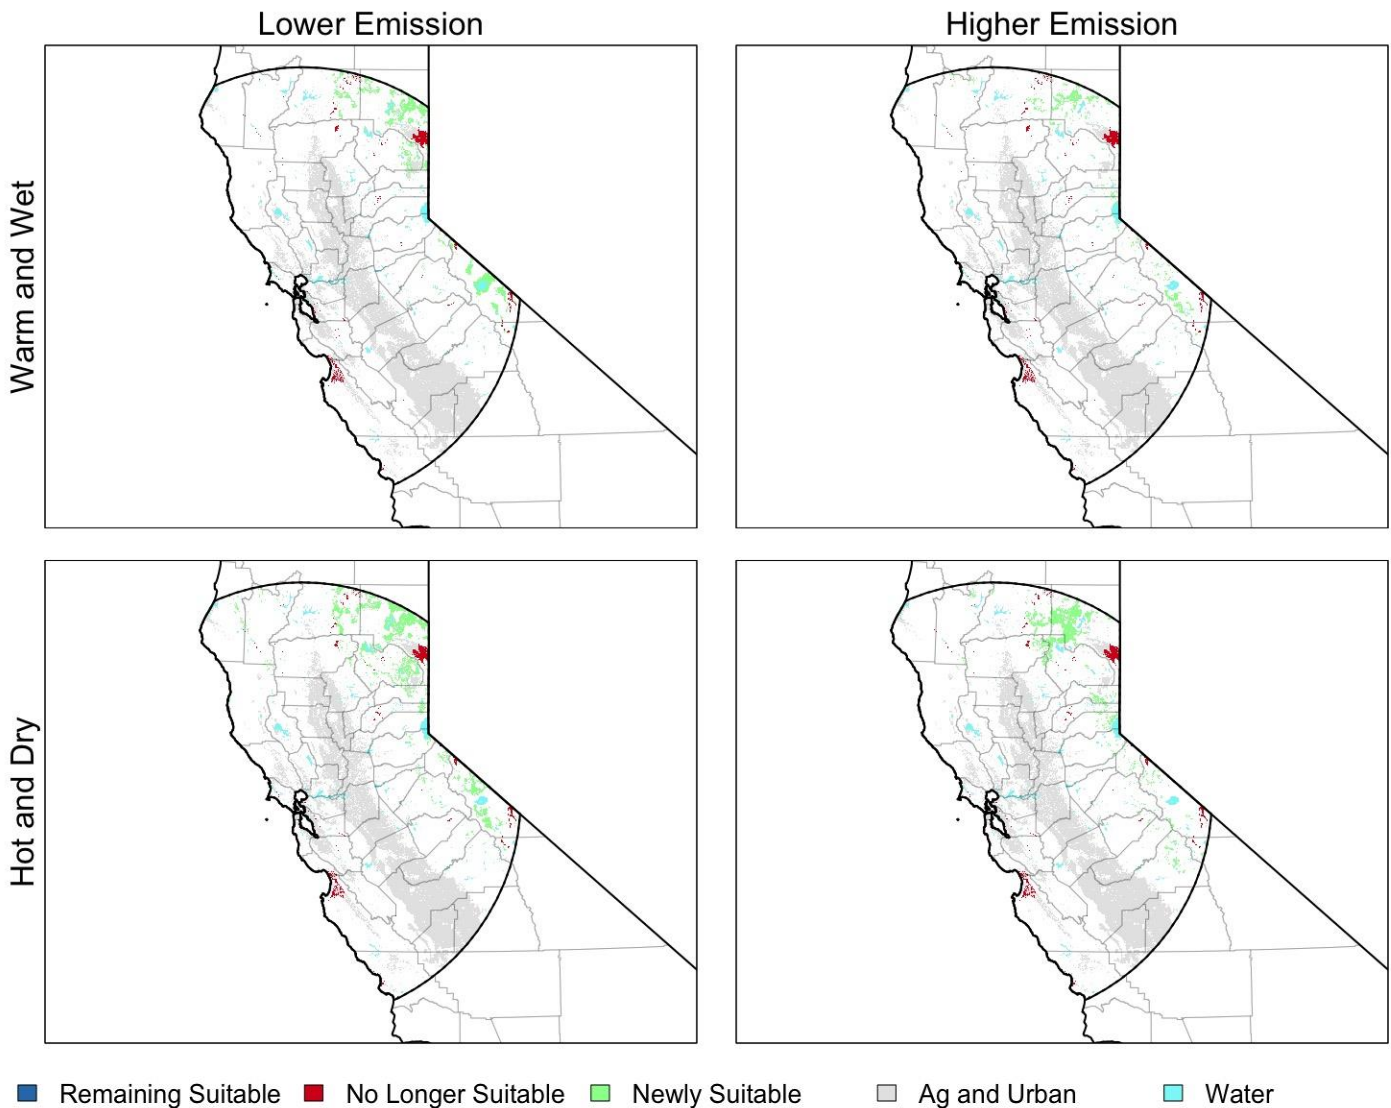 Lower Emission
Higher Emission
Warm and Wet
Hot and Dry
Remaining Suitable
No Longer Suitable
Newly Suitable
Ag and Urban
Water